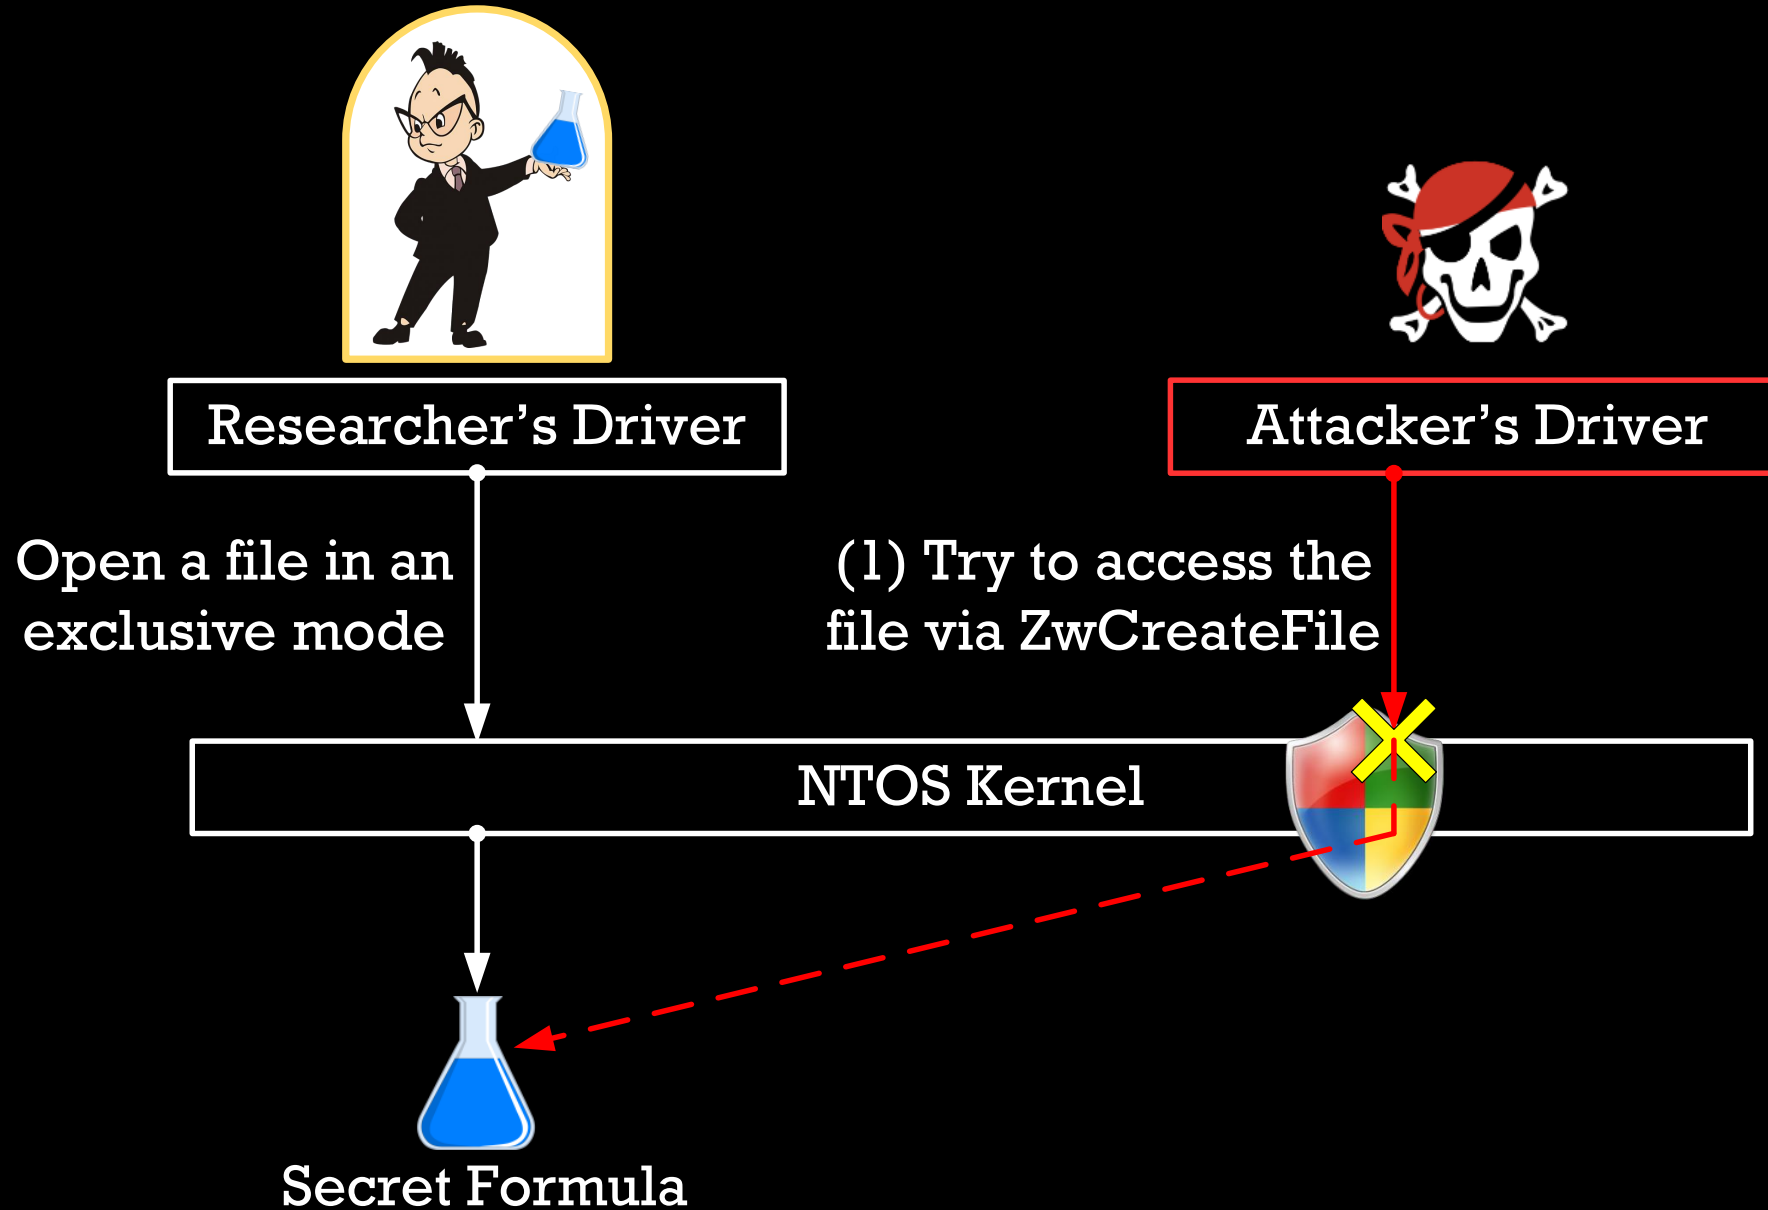 Researcher’s Driver
Attacker’s Driver
Open a file in an
exclusive mode
(1) Try to access the
file via ZwCreateFile
NTOS Kernel
Secret Formula